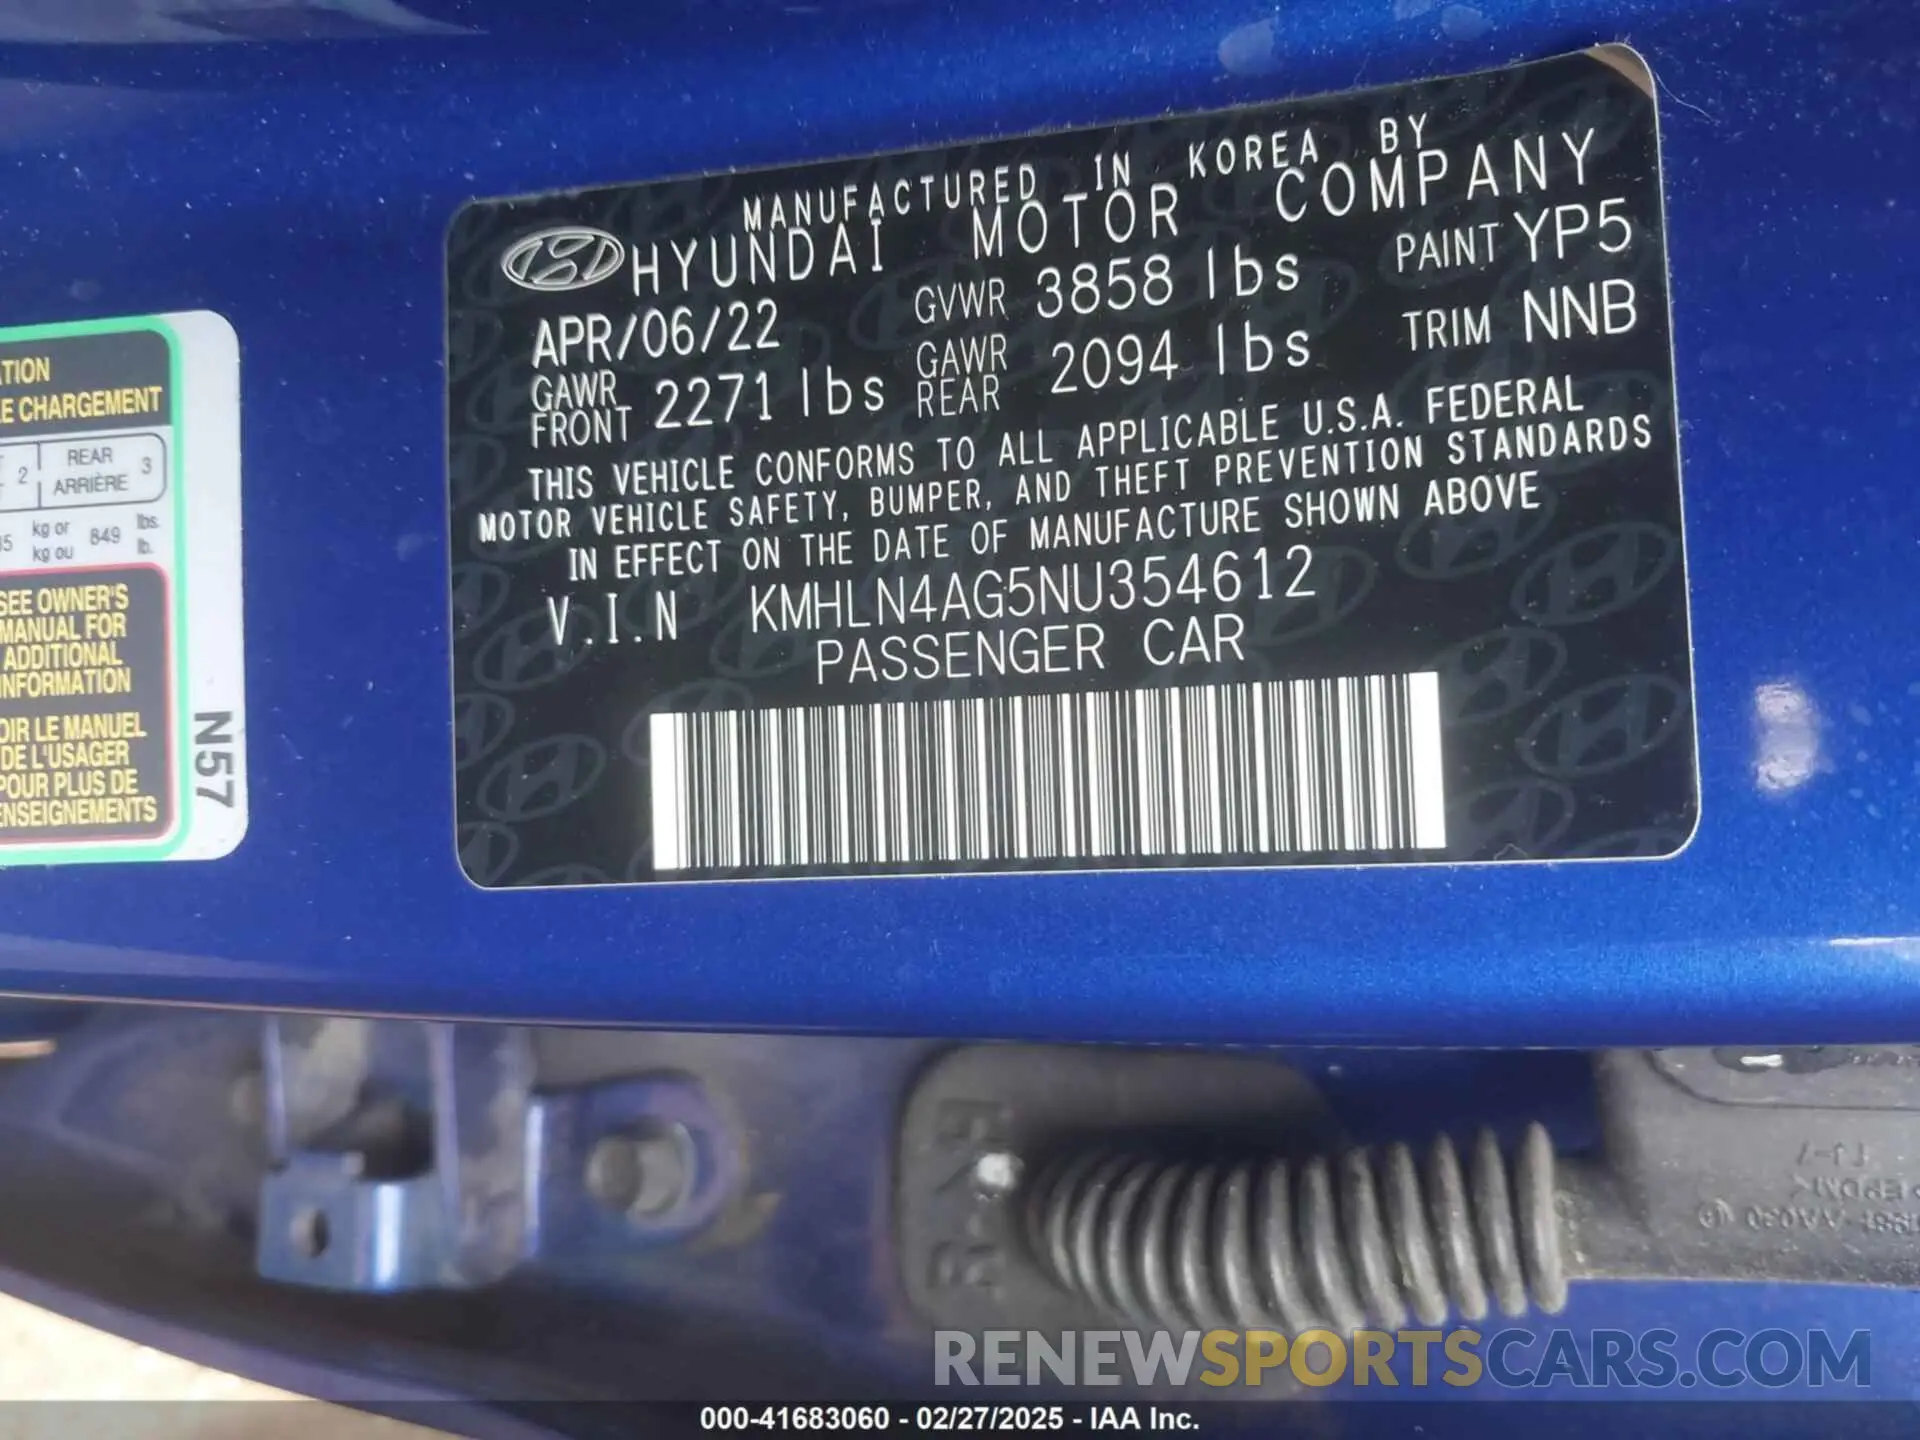 MANUFACTURED IN KOREA BY
HYUNDAI MOTOR COMPANY
APR/06/22 GVWR 3858 lbs PAINT YP5
GAWR FRONT 2271 lbs GAWR REAR 2094 lbs TRIM NNB
THIS VEHICLE CONFORMS TO ALL APPLICABLE U.S.A. FEDERAL
MOTOR VEHICLE SAFETY, BUMPER, AND THEFT PREVENTION STANDARDS
IN EFFECT ON THE DATE OF MANUFACTURE SHOWN ABOVE
V.I.N KMHLN4AG5NU354612
PASSENGER CAR
CHARGEMENT
2 REAR 3
ARRIÈRE
kg or 849 lbs.
kg ou lb.
SEE OWNER'S
MANUAL FOR
ADDITIONAL
INFORMATION
LE MANUEL
DE L'USAGER
POUR PLUS DE
N57
RENEWSPORTSCARS.COM
000-41683060 - 02/27/2025 - IAA Inc.